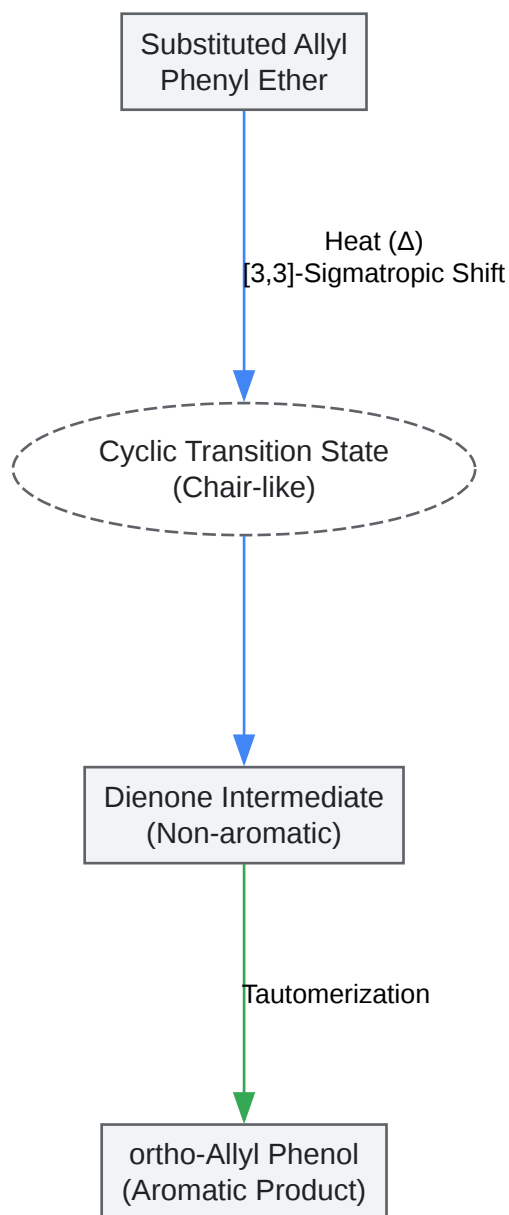 Substituted Allyl
Phenyl Ether
Heat (Δ)
[3,3]-Sigmatropic Shift
Cyclic Transition State
(Chair-like)
Dienone Intermediate
(Non-aromatic)
Tautomerization
ortho-Allyl Phenol
(Aromatic Product)